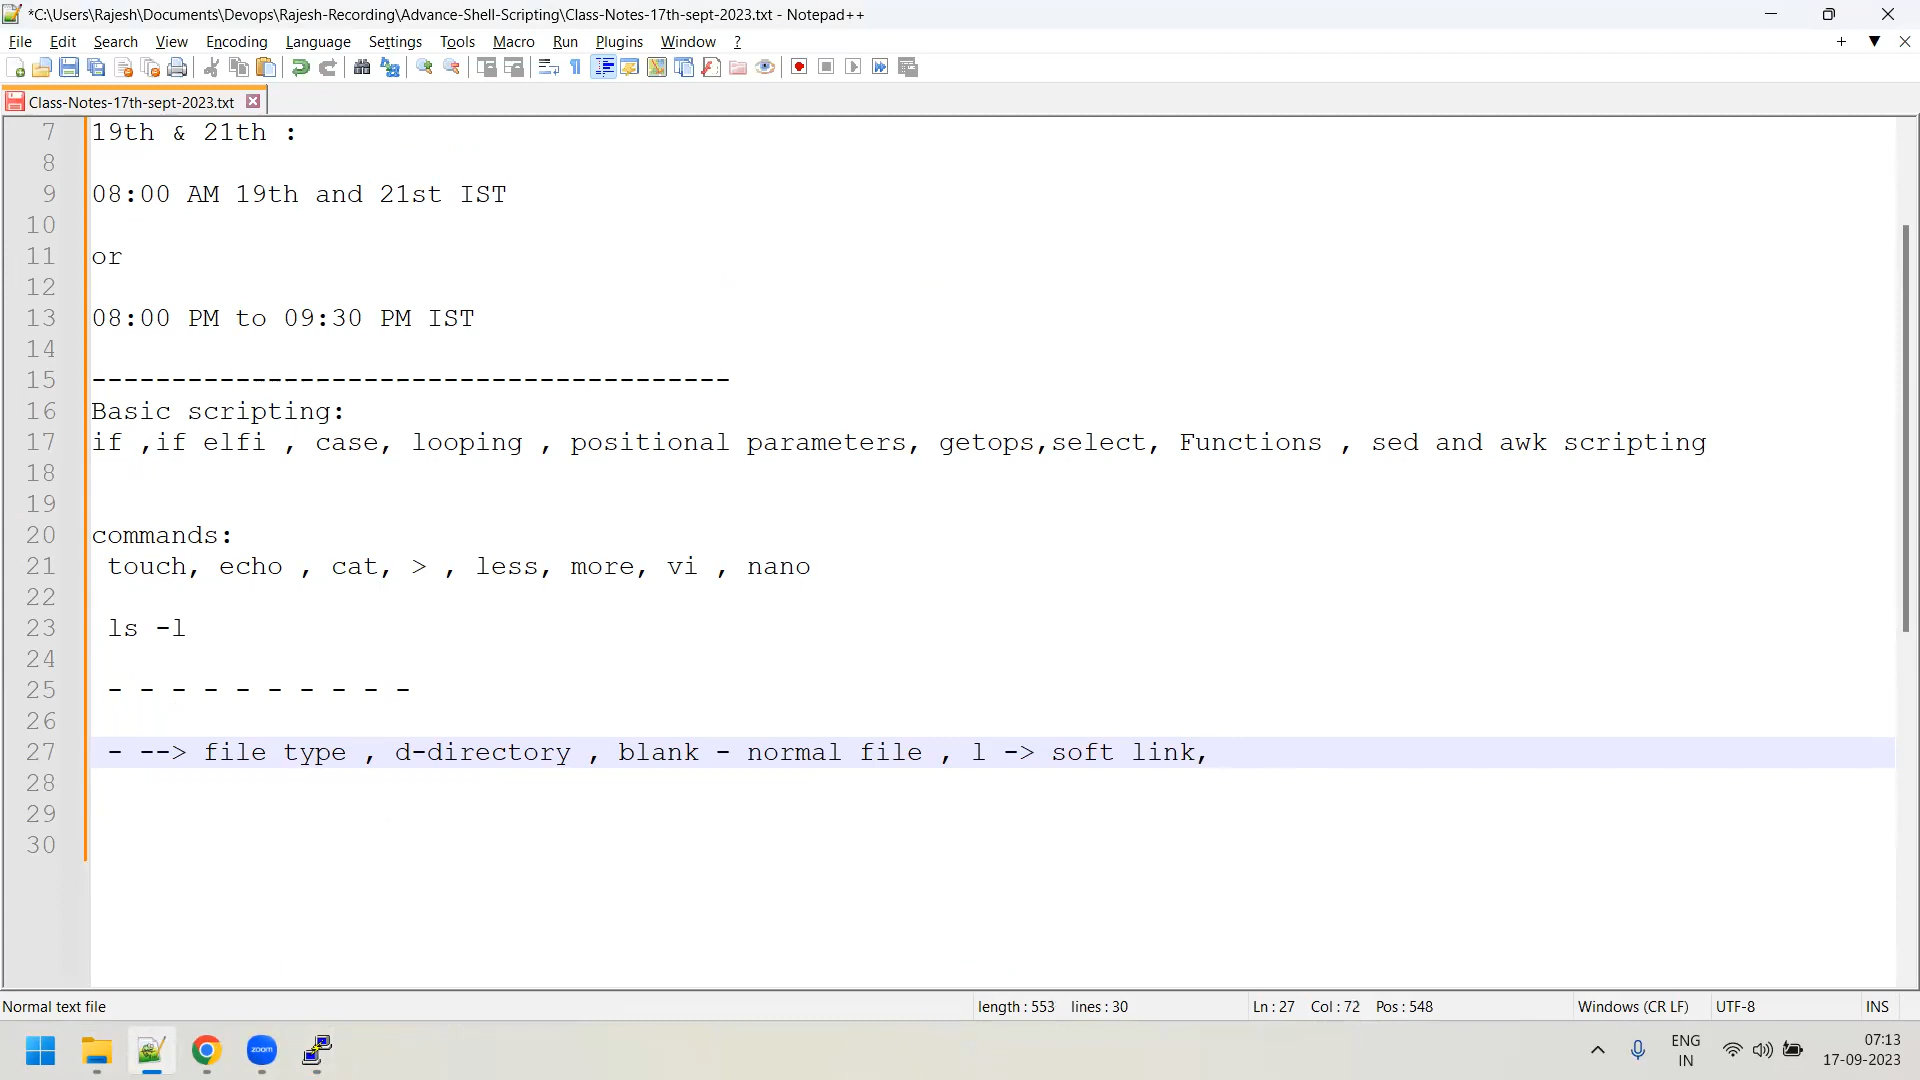 *C:\Users\Rajesh\Documents\Devops\Rajesh-Recording\Advance-Shell-Scripting\Class-Notes-17th-sept-2023.txt - Notepad++
File Edit Search View Encoding Language Settings Tools Macro Run Plugins Window ?
Class-Notes-17th-sept-2023.txt
7 19th & 21th :
8
9 08:00 AM 19th and 21st IST
10
11 or
12
13 08:00 PM to 09:30 PM IST
14
15 ----------------------------------------
16 Basic scripting:
17 if ,if elfi , case, looping , positional parameters, getops,select, Functions , sed and awk scripting
18
19
20 commands:
21 touch, echo , cat, > , less, more, vi , nano
22
23 ls -l
24
25 - - - - - - - - - -
26
27 - --> file type , d-directory , blank - normal file , l -> soft link,
28
29
30
Normal text file length : 553 lines : 30 Ln : 27 Col : 72 Pos : 548 Windows (CR LF) UTF-8 INS
zoom
ENG
IN
07:13
17-09-2023